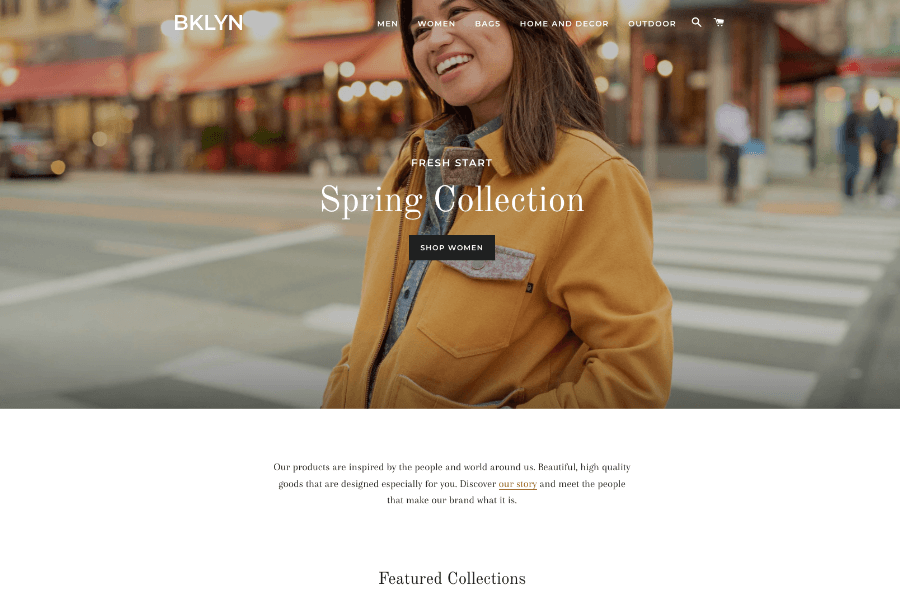 BKLYN
MEN WOMEN BAGS HOME AND DECOR OUTDOOR
FRESH START
Spring Collection
SHOP WOMEN
Our products are inspired by the people and world around us. Beautiful, high quality
goods that are designed especially for you. Discover our story and meet the people
that make our brand what it is.
Featured Collections